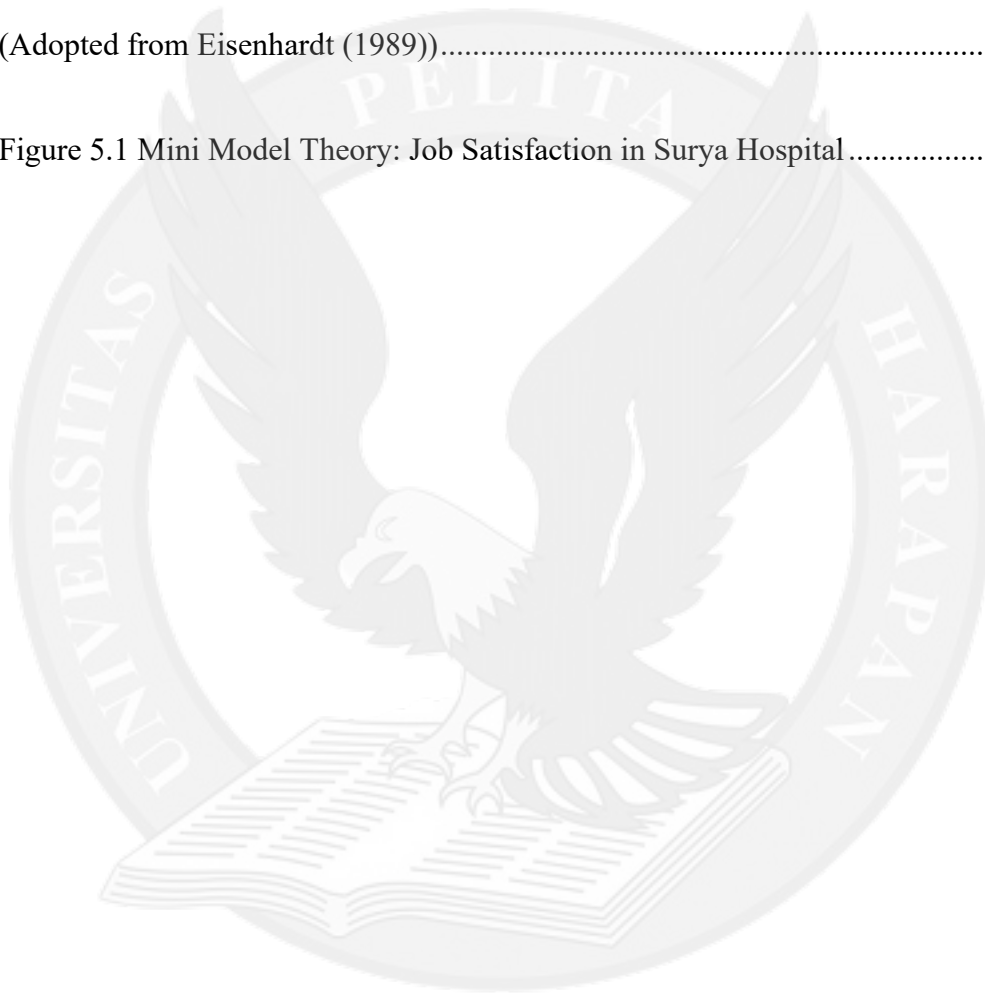 (Adopted from Eisenhardt (1989))................................................................................
Figure 5.1 Mini Model Theory: Job Satisfaction in Surya Hospital.................
UNIVERSITAS PELITA HARAPAN